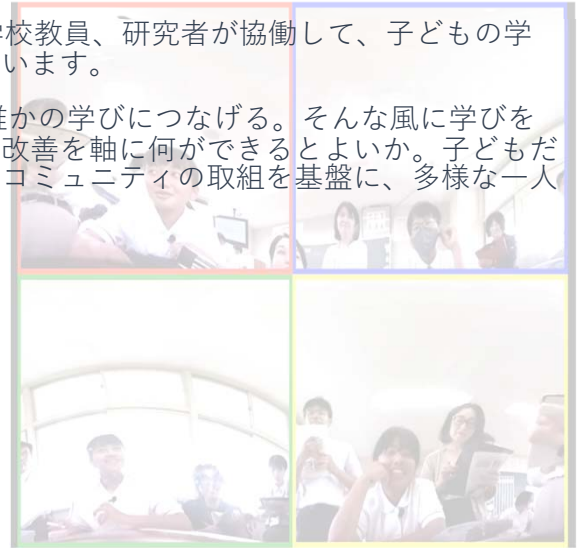 校教員、研究者が協働して、子どもの学
います。
かの学びにつなげる。そんな風に学びを
改善を軸に何ができるとよいか。子どもだ
コミュニティの取組を基盤に、多様な一人